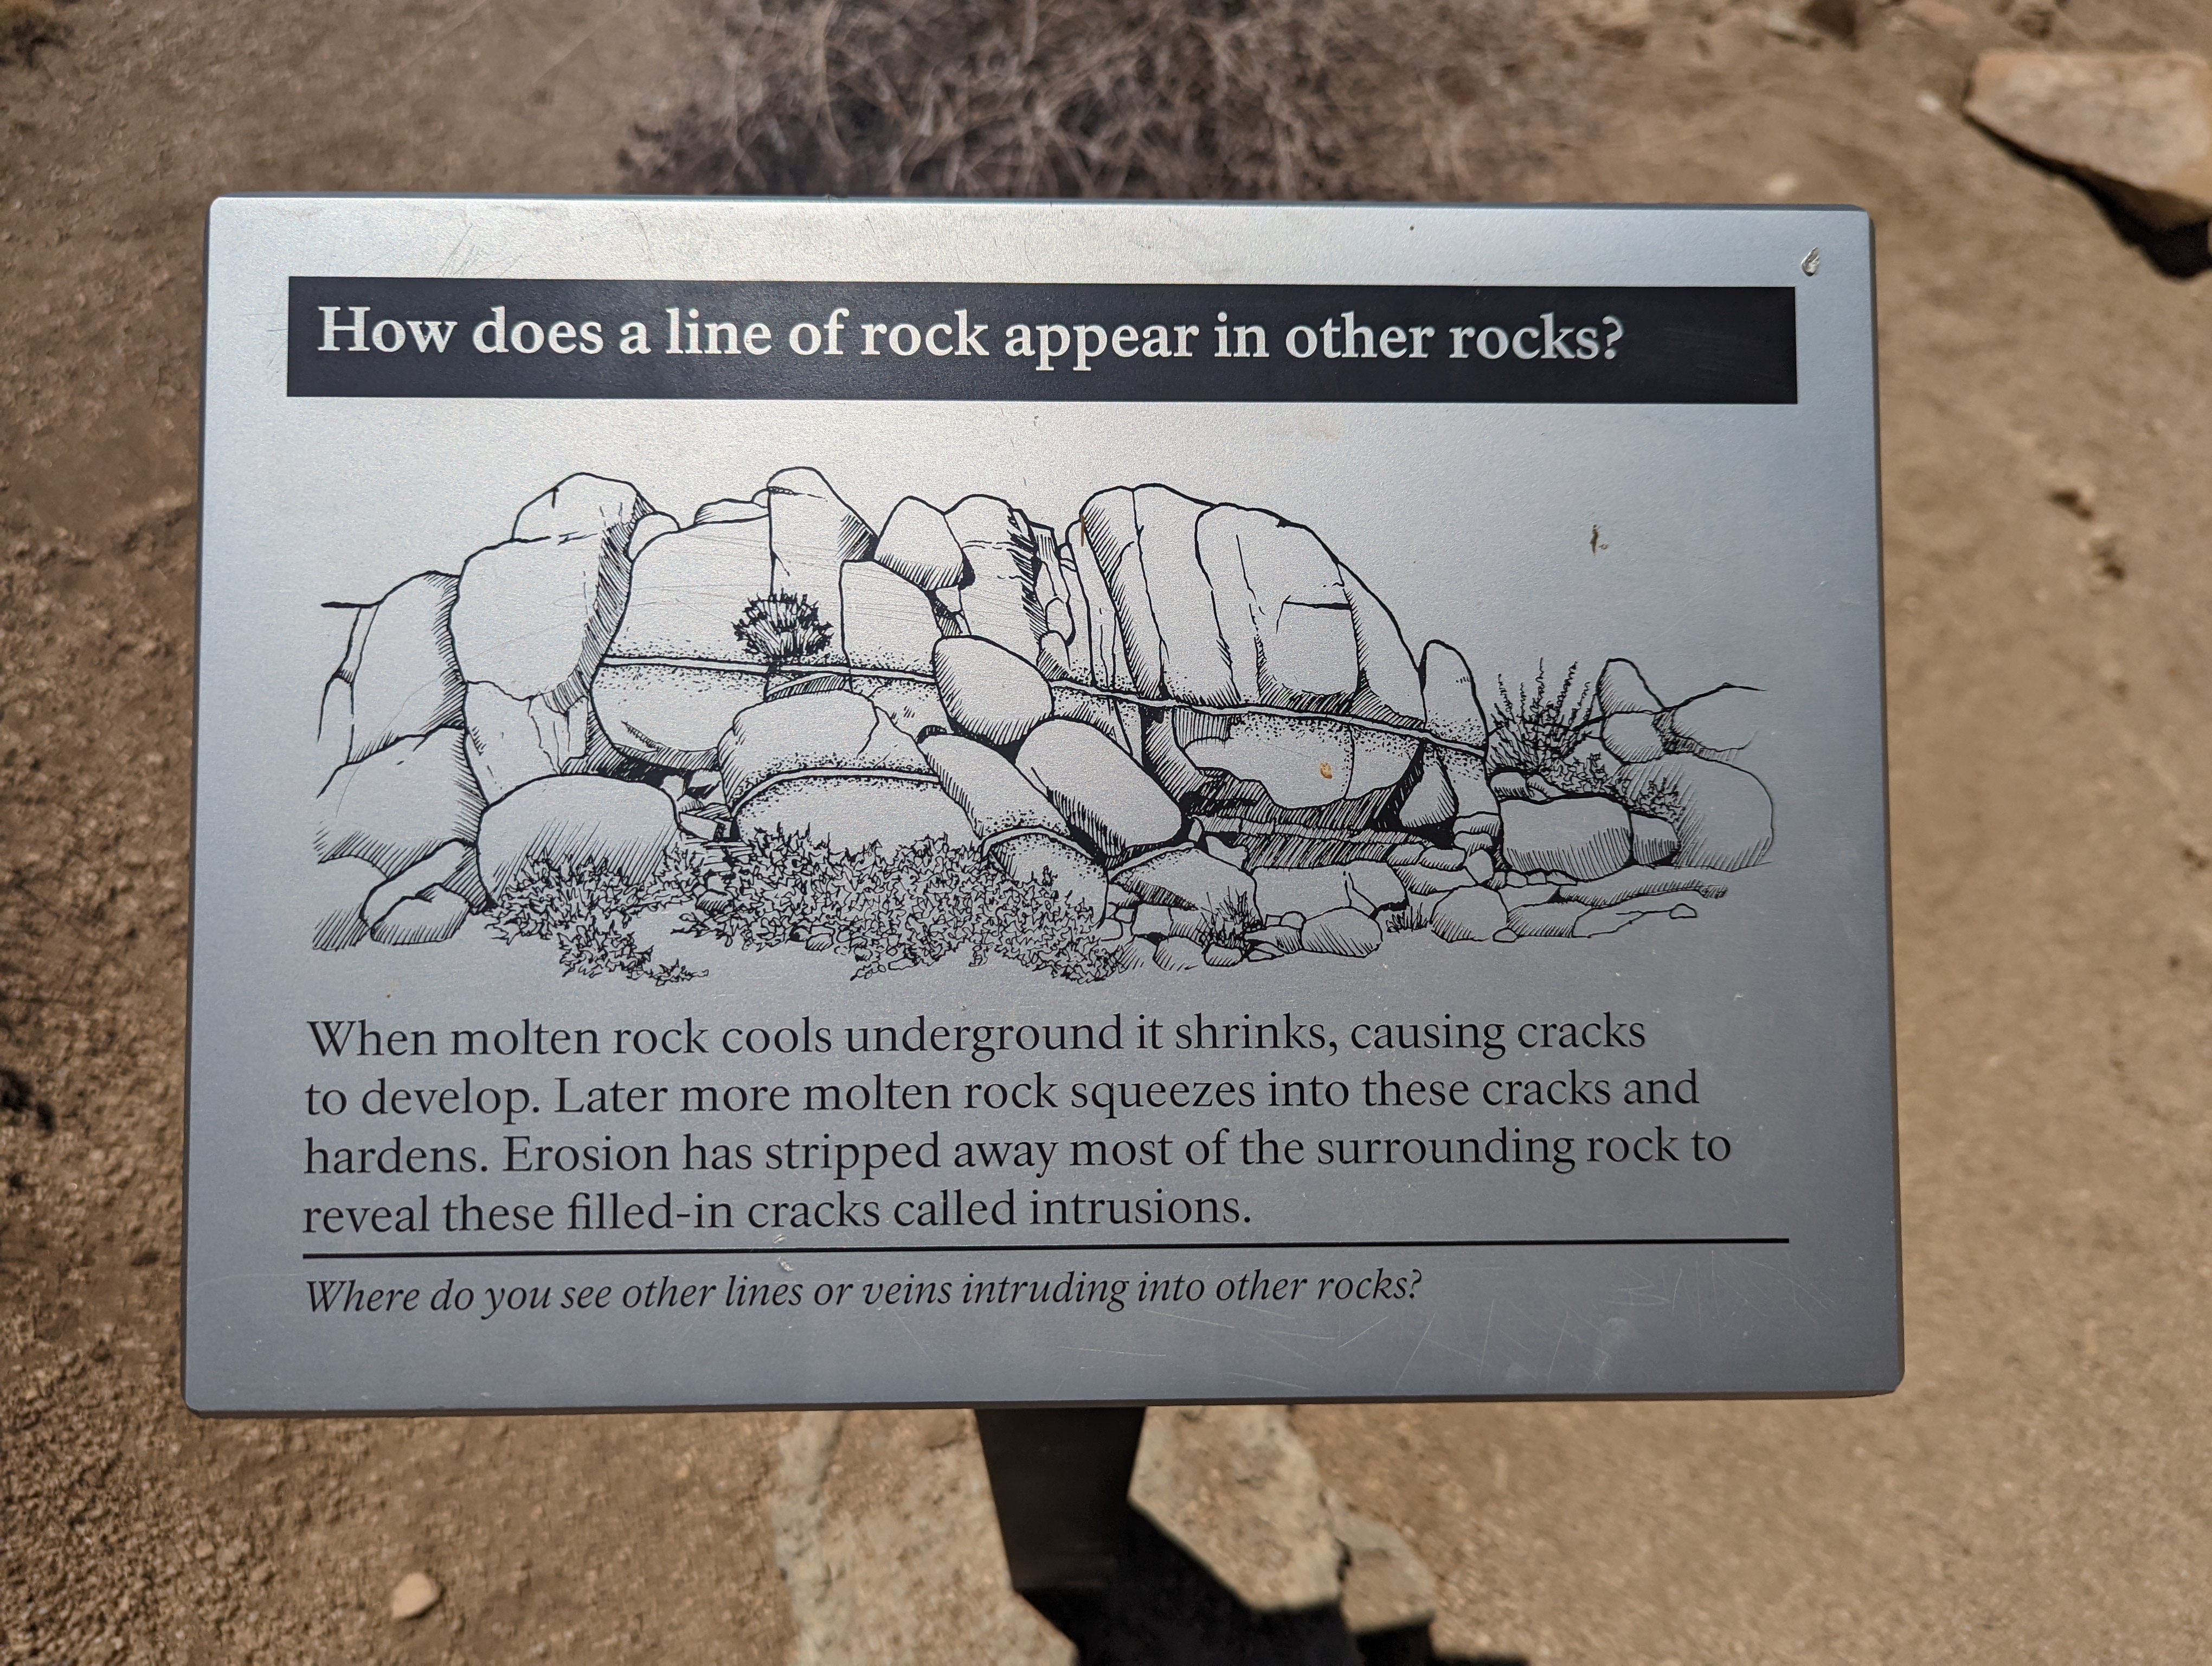 How does a line of rock appear in other rocks?
When molten rock cools underground it shrinks, causing cracks
to develop. Later more molten rock squeezes into these cracks and
hardens. Erosion has stripped away most of the surrounding rock to
reveal these filled-in cracks called intrusions.
Where do you see other lines or veins intruding into other rocks?